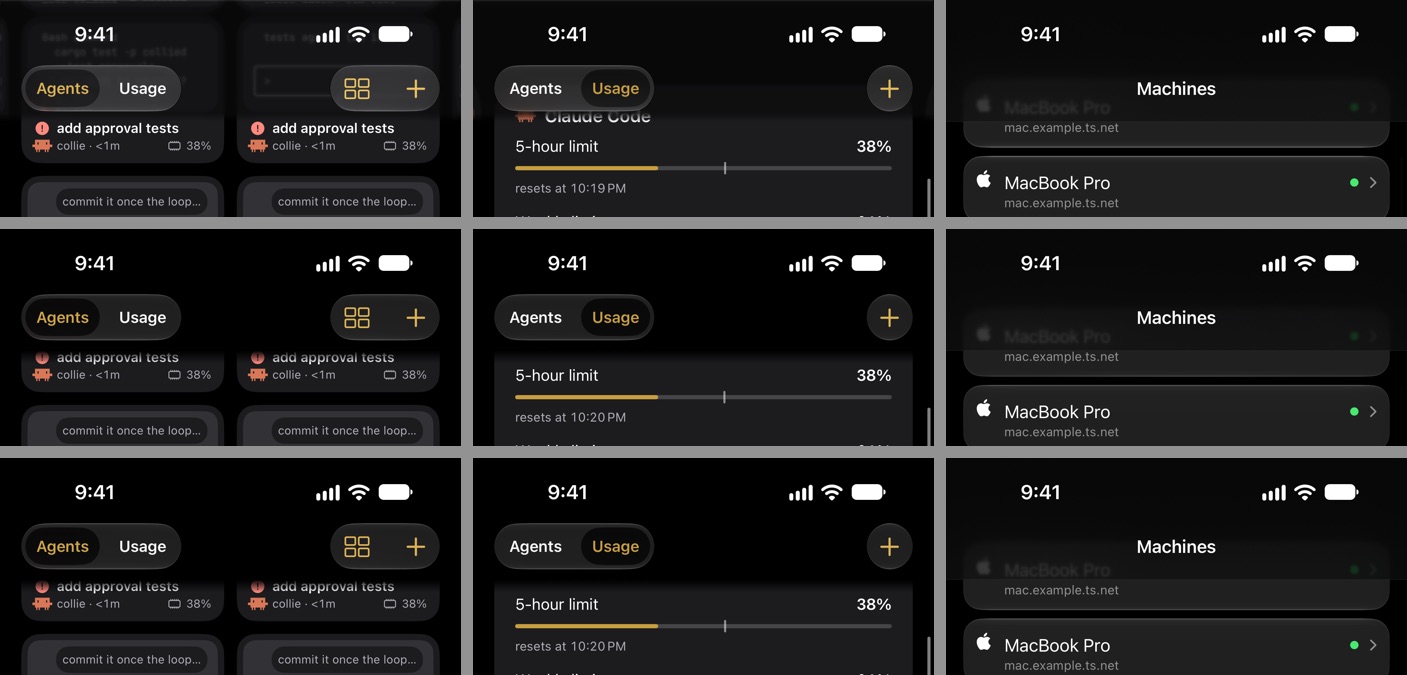 9:41
Bash
cargo test -p collied
tests
Agents Usage
add approval tests
collie · <1m 38%
add approval tests
collie · <1m 38%
commit it once the loop...
commit it once the loop...
9:41
Agents Usage
Claude Code
5-hour limit 38%
resets at 10:19 PM
9:41
Machines
MacBook Pro
mac.example.ts.net
MacBook Pro
mac.example.ts.net
9:41
Agents Usage
add approval tests
collie · <1m 38%
add approval tests
collie · <1m 38%
commit it once the loop...
commit it once the loop...
9:41
Agents Usage
5-hour limit 38%
resets at 10:20 PM
9:41
Machines
MacBook Pro
mac.example.ts.net
MacBook Pro
mac.example.ts.net
9:41
Agents Usage
add approval tests
collie · <1m 38%
add approval tests
collie · <1m 38%
commit it once the loop...
commit it once the loop...
9:41
Agents Usage
5-hour limit 38%
resets at 10:20 PM
9:41
Machines
MacBook Pro
mac.example.ts.net
MacBook Pro
mac.example.ts.net